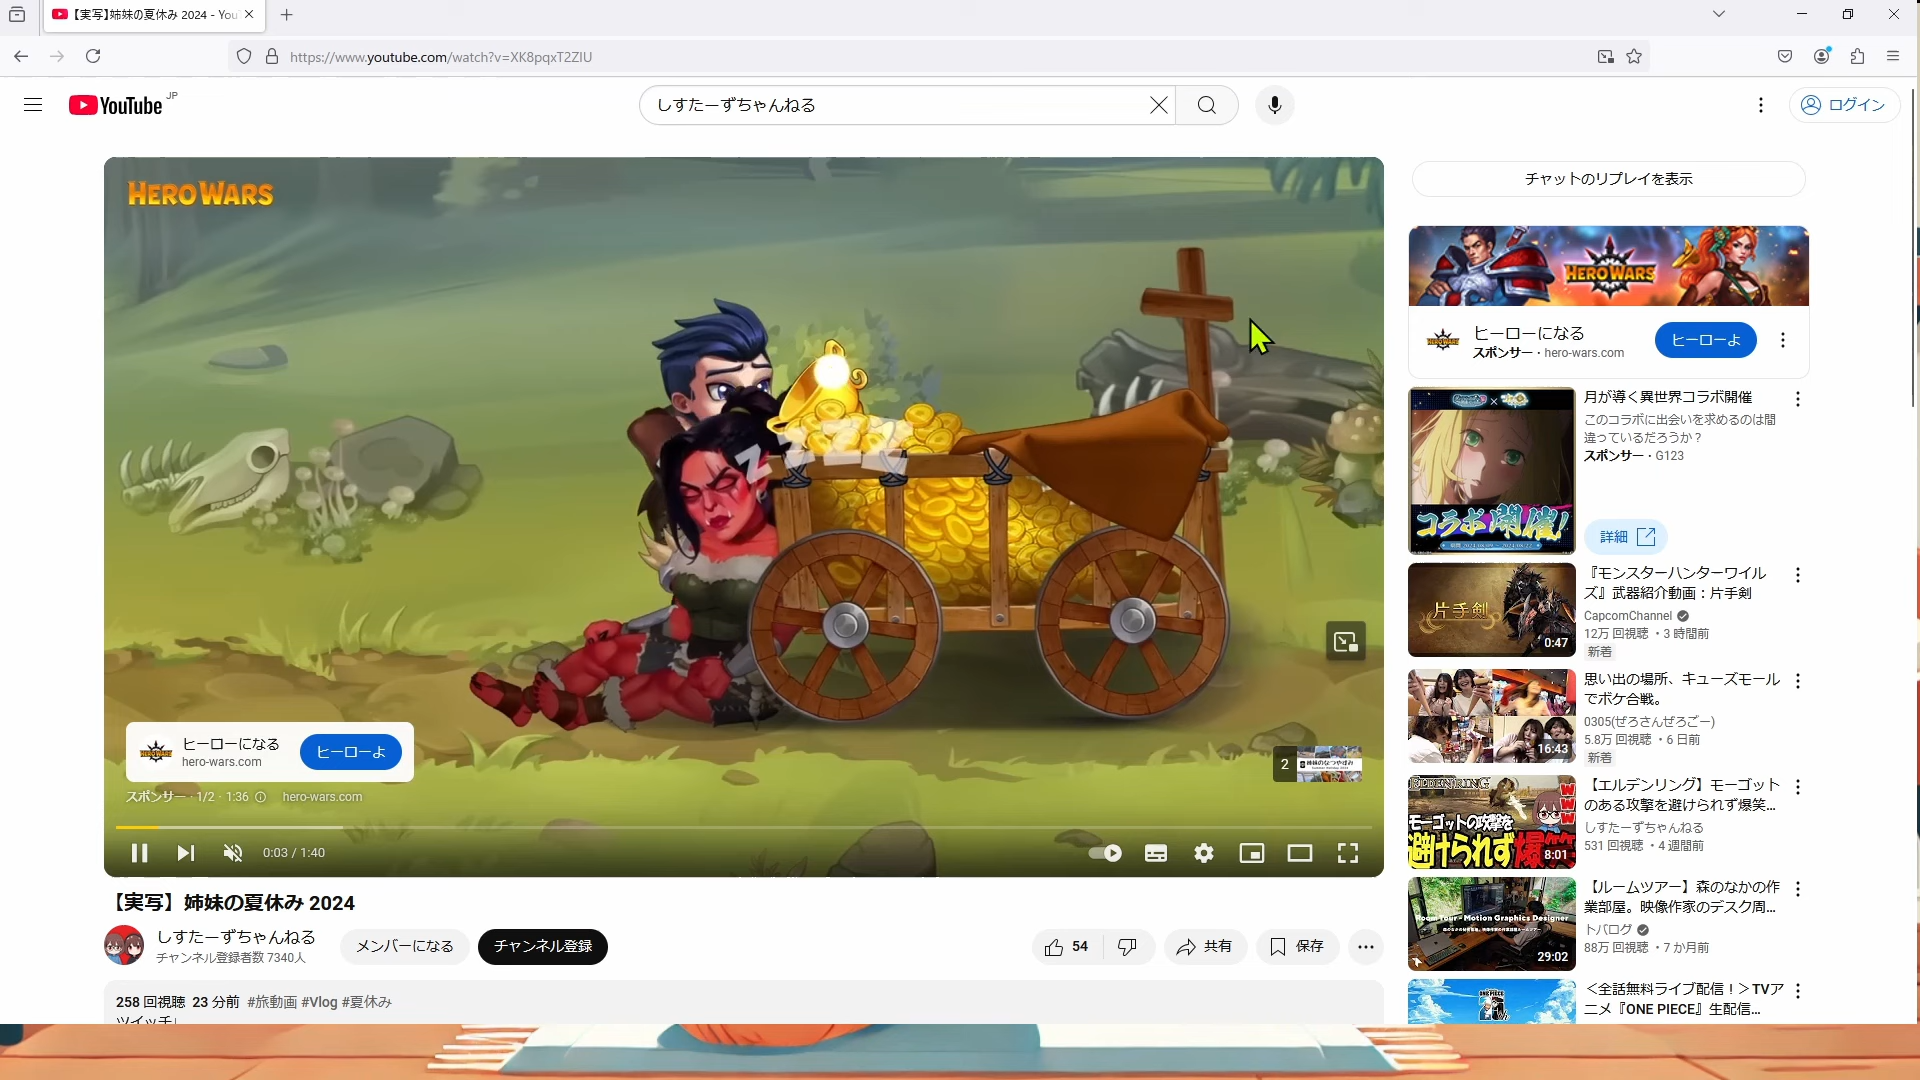 【実写】姉妹の夏休み 2024 - You
https://www.youtube.com/watch?v=XK8pqxT2ZIU
YouTube JP
しすたーずちゃんねる
ログイン
HERO WARS
zzzz
ヒーローになる
hero-wars.com
ヒーローよ
スポンサー · 1/2 · 1:36 hero-wars.com
2
0:03 / 1:40
【実写】姉妹の夏休み 2024
しすたーずちゃんねる
チャンネル登録者数 7340人
メンバーになる
チャンネル登録
54
共有
保存
258 回視聴 23 分前 #旅動画 #Vlog #夏休み
ツイッチ
チャットのリプレイを表示
HERO WARS
ヒーローになる
スポンサー · hero-wars.com
ヒーローよ
コラボ開催!
月が導く異世界コラボ開催
このコラボに出会いを求めるのは間
違っているだろうか？
スポンサー · G123
詳細
片手剣
0:47
『モンスターハンターワイル
ズ』武器紹介動画：片手剣
CapcomChannel
12万 回視聴 · 3 時間前
新着
16:43
思い出の場所、キューズモール
でボケ合戦。
0305(ぜろさんぜろごー)
5.8万 回視聴 · 6 日前
新着
ELDEN RING
モーゴットの攻撃を
避けられず爆笑
8:01
【エルデンリング】モーゴット
のある攻撃を避けられず爆笑...
しすたーずちゃんねる
531 回視聴 · 4 週間前
Room Tour - Motion Graphics Designer
29:02
【ルームツアー】森のなかの作
業部屋。映像作家のデスク周...
トバログ
88万 回視聴 · 7 か月前
ONE PIECE
＜全話無料ライブ配信！＞TVア
ニメ『ONE PIECE』生配信...